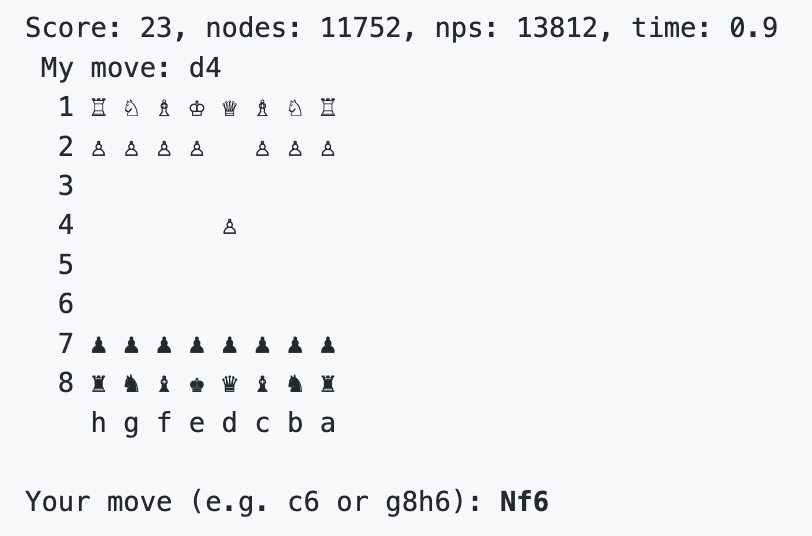 Score: 23, nodes: 11752, nps: 13812, time: 0.9
My move: d4
1 ♖ ♘ ♗ ♔ ♕ ♗ ♘ ♖
2 ♙ ♙ ♙ ♙   ♙ ♙ ♙
3
4         ♙
5
6
7 ♟ ♟ ♟ ♟ ♟ ♟ ♟ ♟
8 ♜ ♞ ♝ ♚ ♛ ♝ ♞ ♜
h g f e d c b a
Your move (e.g. c6 or g8h6): Nf6